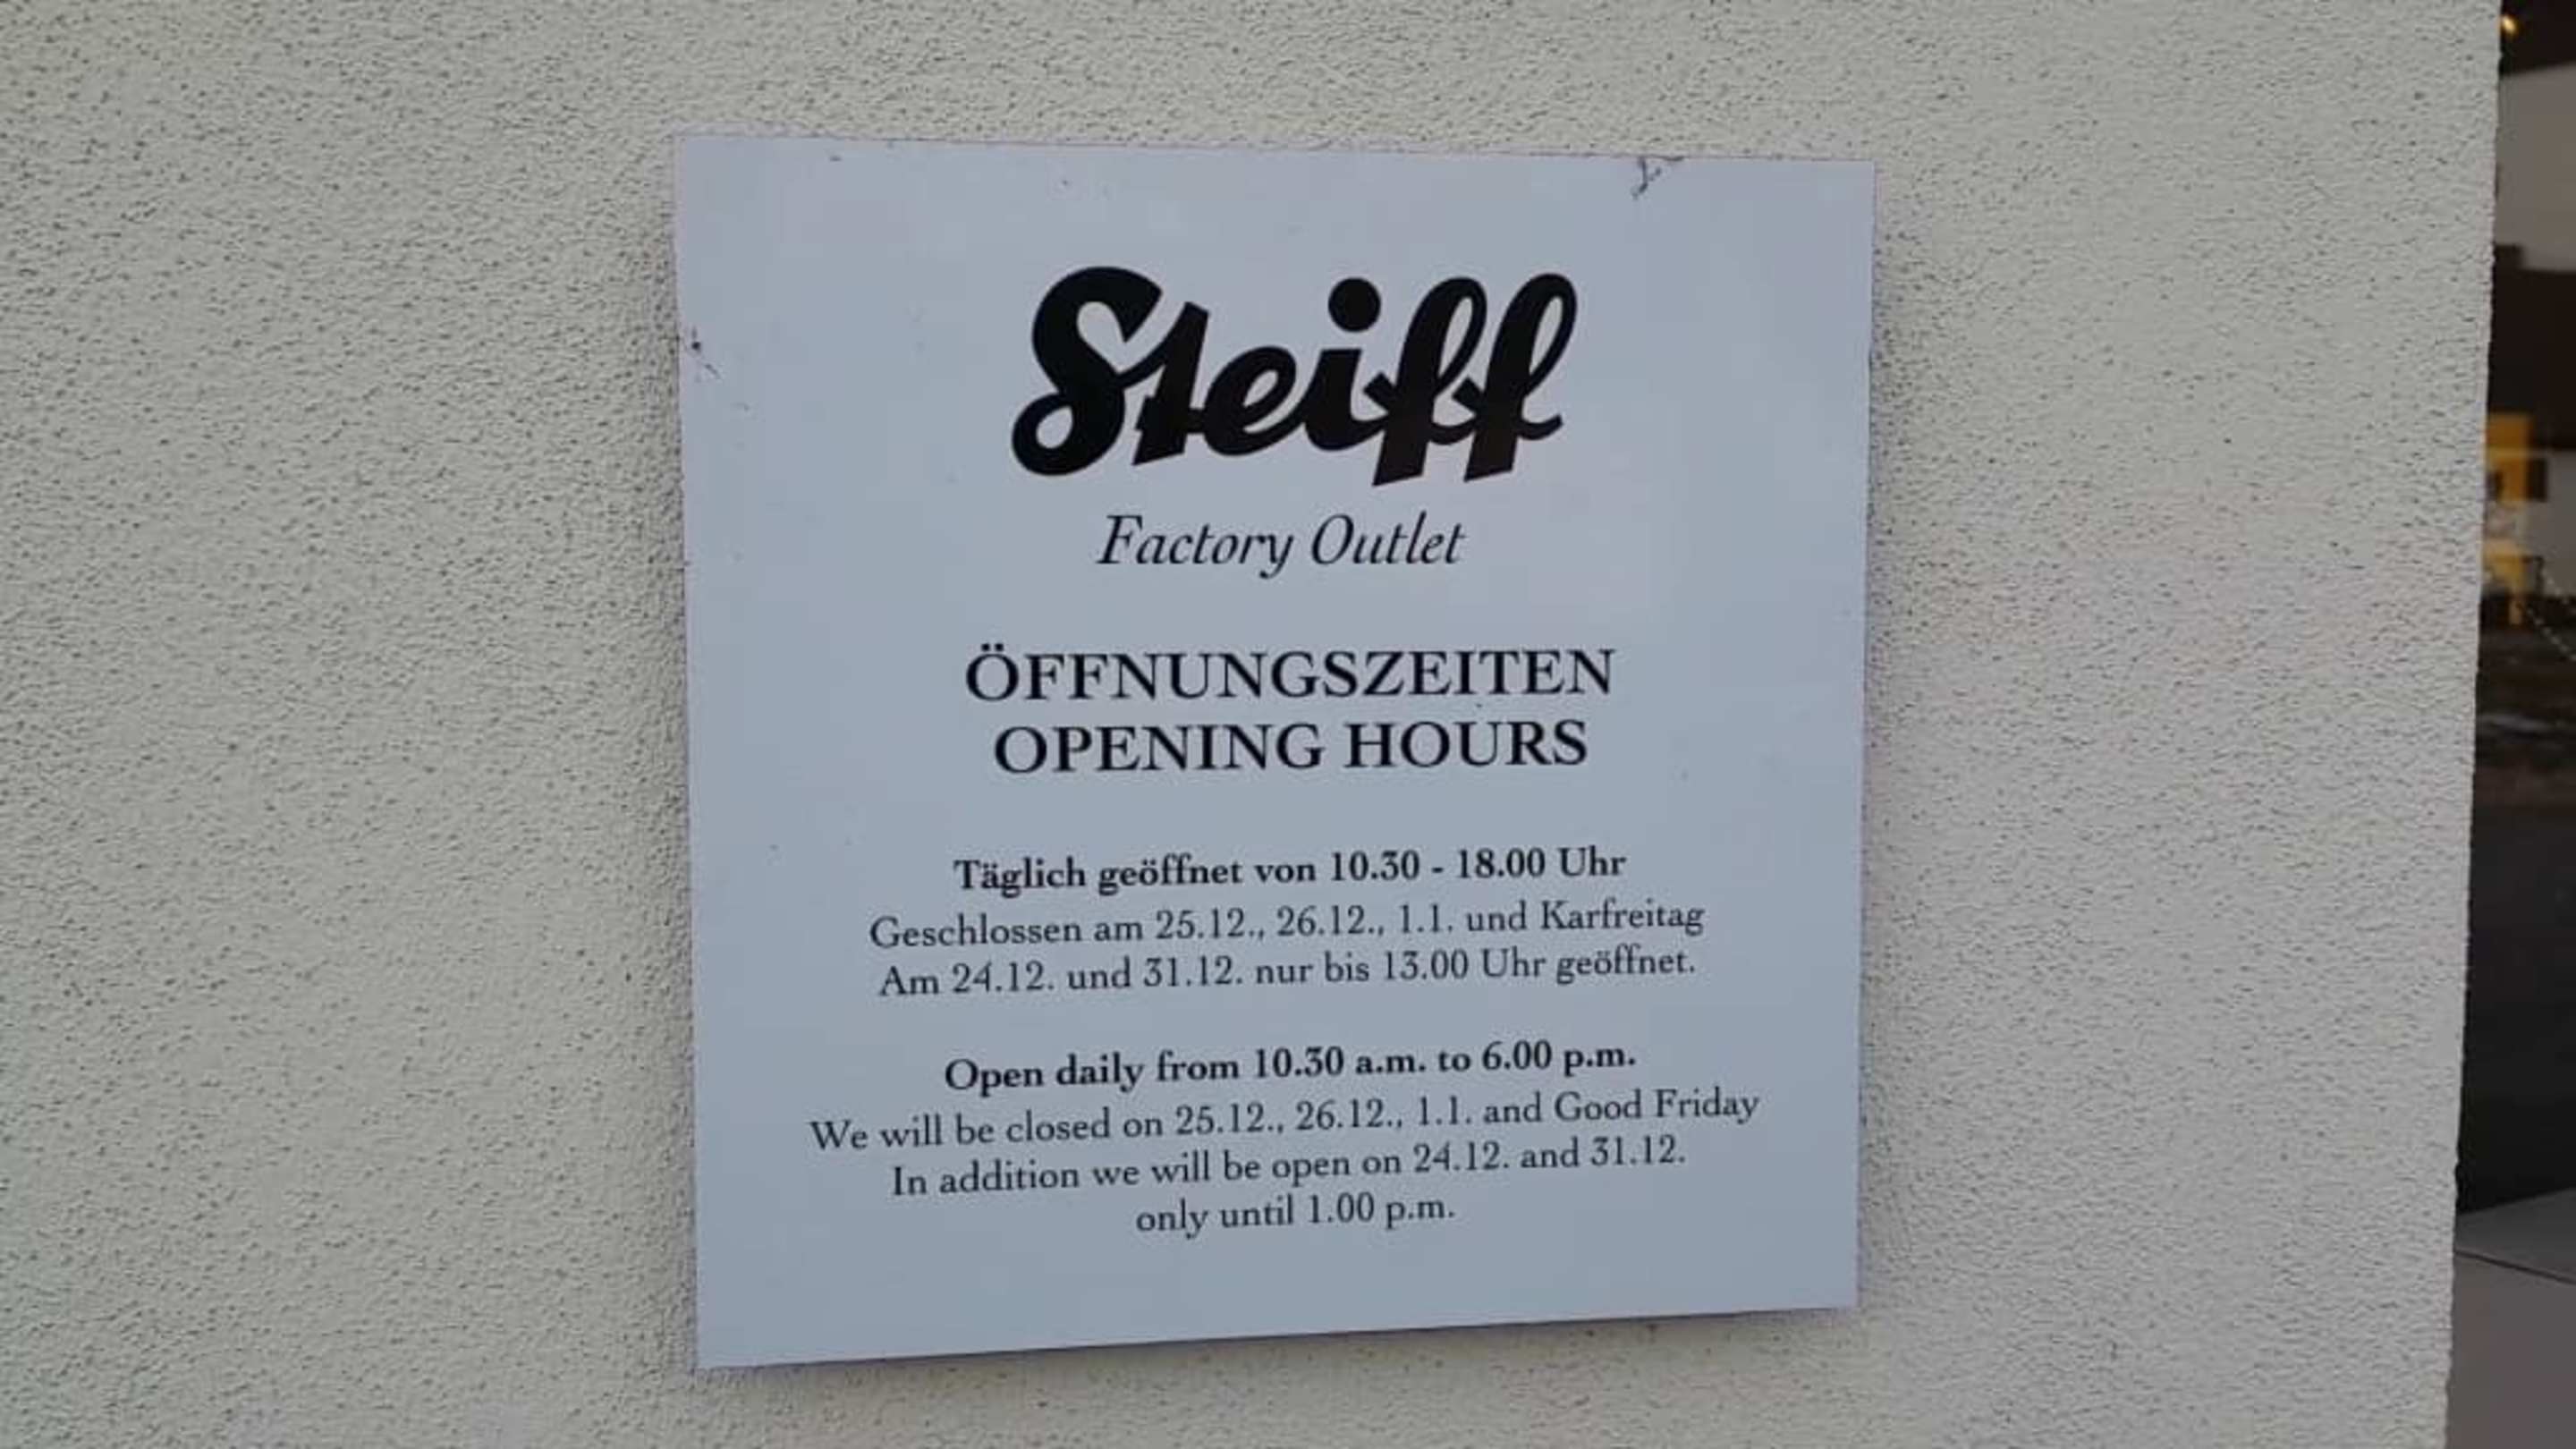 Steiff
Factory Outlet
ÖFFNUNGSZEITEN
OPENING HOURS
Täglich geöffnet von 10.30 - 18.00 Uhr
Geschlossen am 25.12., 26.12., 1.1. und Karfreitag
Am 24.12. und 31.12. nur bis 13.00 Uhr geöffnet.
Open daily from 10.30 a.m. to 6.00 p.m.
We will be closed on 25.12., 26.12., 1.1. and Good Friday
In addition we will be open on 24.12. and 31.12.
only until 1.00 p.m.